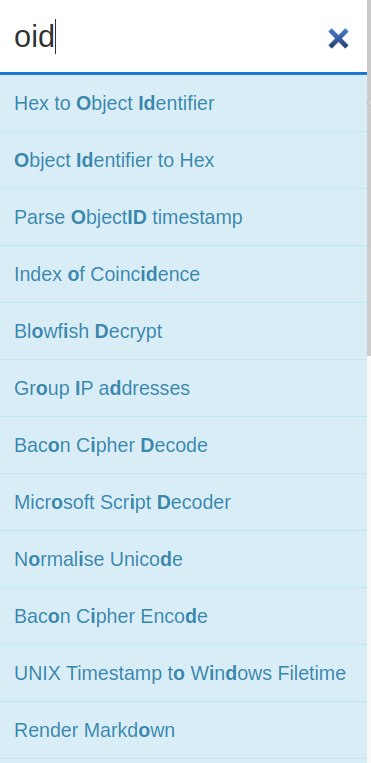 oid
Hex to Object Identifier
Object Identifier to Hex
Parse ObjectID timestamp
Index of Coincidence
Blowfish Decrypt
Group IP addresses
Bacon Cipher Decode
Microsoft Script Decoder
Normalise Unicode
Bacon Cipher Encode
UNIX Timestamp to Windows Filetime
Render Markdown